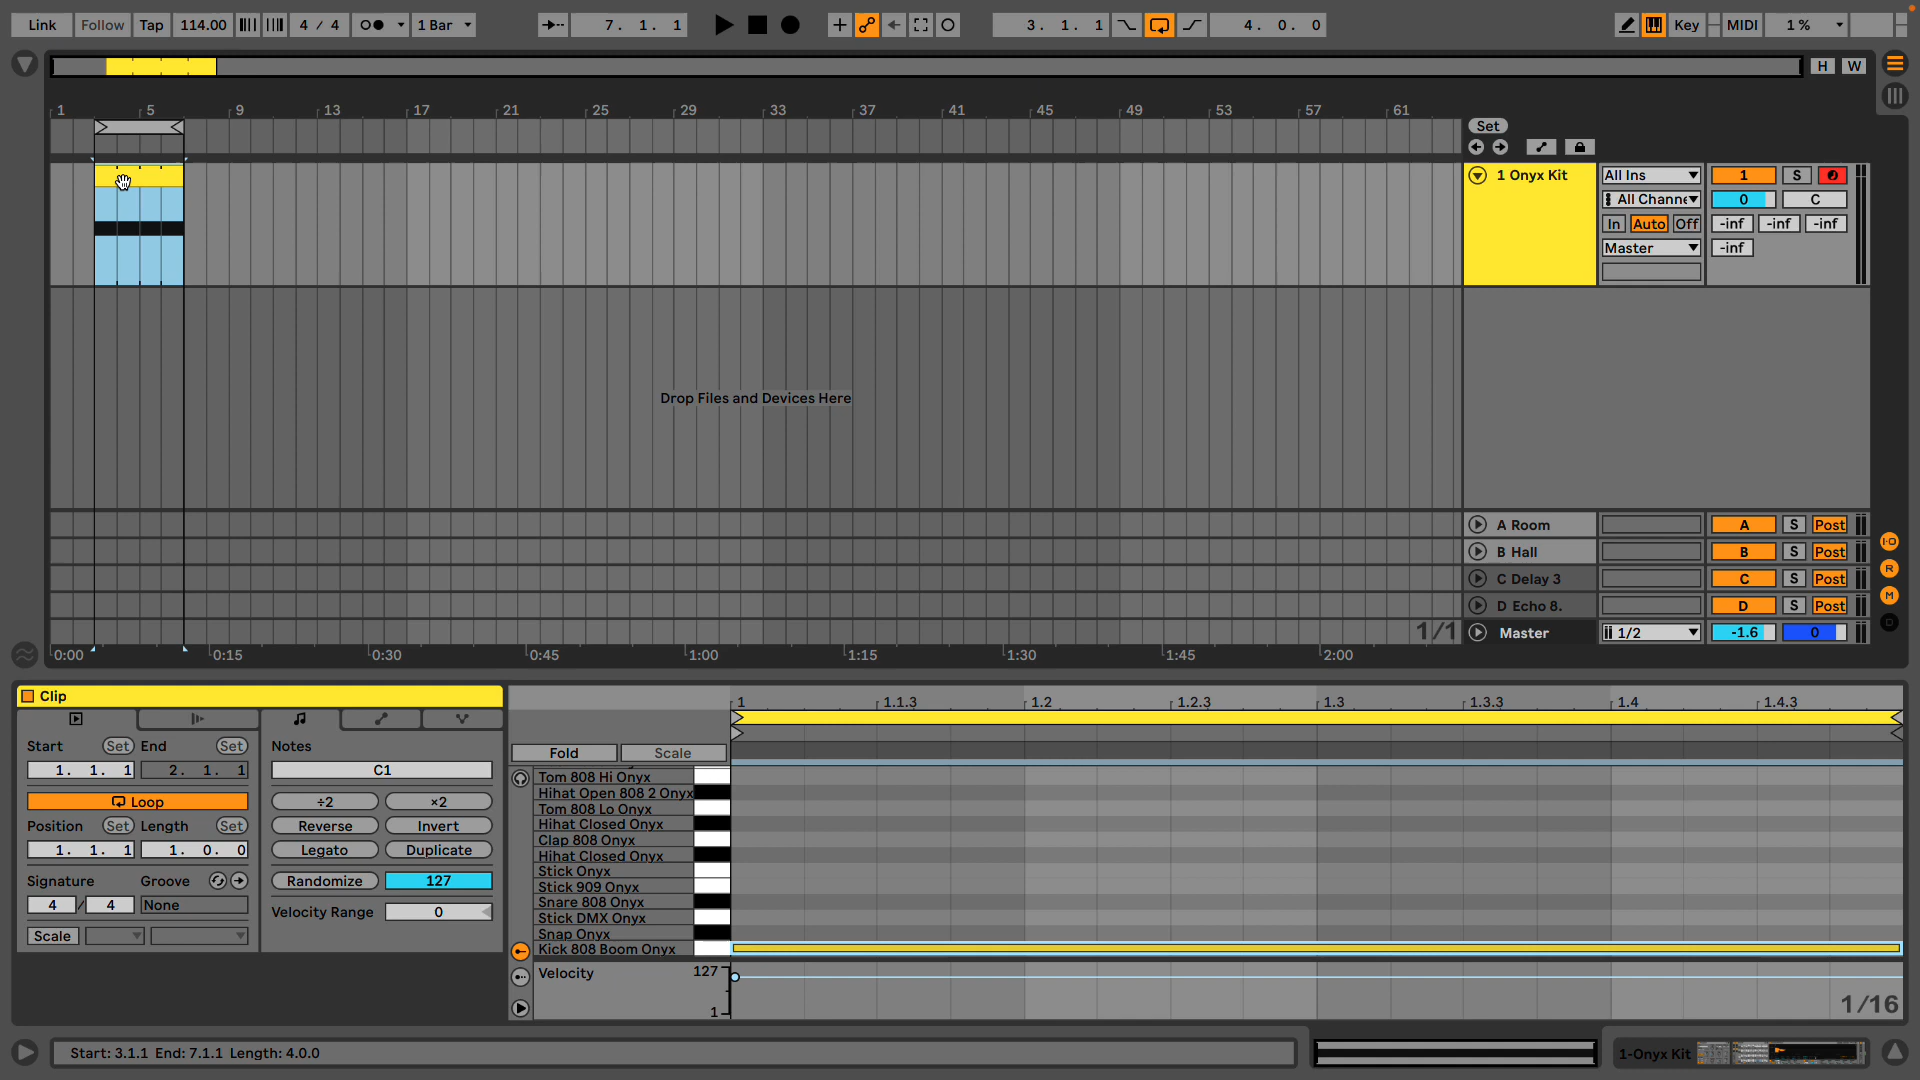 Link Follow Tap 114.00 4 / 4 1 Bar 7. 1. 1 3. 1. 1 4. 0. 0 Key MIDI 1 %
H W
1 5 9 13 17 21 25 29 33 37 41 45 49 53 57 61
Set
1 Onyx Kit All Ins 1 S
All Channe 0 C
In Auto Off -inf -inf -inf
Master -inf
Drop Files and Devices Here
A Room A S Post
B Hall B S Post
C Delay 3 C S Post
D Echo 8. D S Post
1/1 Master 1/2 -1.6 0
0:00 0:15 0:30 0:45 1:00 1:15 1:30 1:45 2:00
I·O
R
M
D
Clip
Start Set End Set
1. 1. 1 2. 1. 1
Loop
Position Set Length Set
1. 1. 1 1. 0. 0
Signature Groove
4 / 4 None
Scale
Notes
C1
÷2 ×2
Reverse Invert
Legato Duplicate
Randomize 127
Velocity Range 0
1 1.1.3 1.2 1.2.3 1.3 1.3.3 1.4 1.4.3
Fold Scale
Tom 808 Hi Onyx
Hihat Open 808 2 Onyx
Tom 808 Lo Onyx
Hihat Closed Onyx
Clap 808 Onyx
Hihat Closed Onyx
Stick Onyx
Stick 909 Onyx
Snare 808 Onyx
Stick DMX Onyx
Snap Onyx
Kick 808 Boom Onyx
Velocity 127
1
1/16
Start: 3.1.1 End: 7.1.1 Length: 4.0.0
1-Onyx Kit